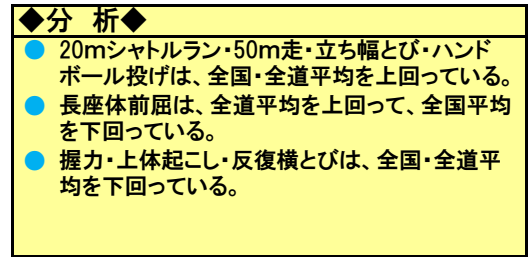 ◆分　析◆
● 20mシャトルラン・50m走・立ち幅とび・ハンド
ボール投げは、全国・全道平均を上回っている。
● 長座体前屈は、全道平均を上回って、全国平均
を下回っている。
● 握力・上体起こし・反復横とびは、全国・全道平
均を下回っている。